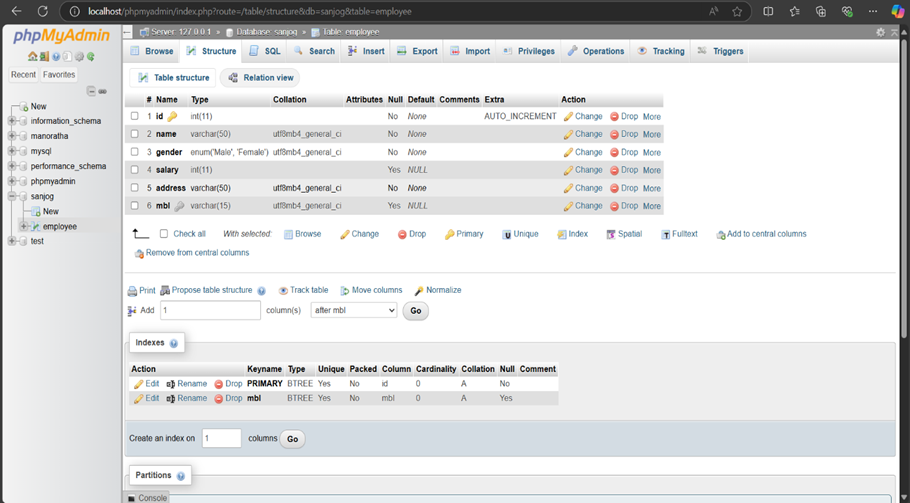 localhost/phpmyadmin/index.php?route=/table/structure&db=sanjog&table=employee
phpMyAdmin
Recent Favorites
New
information_schema
manoratha
mysql
performance_schema
phpmyadmin
sanjog
New
employee
test
Server: 127.0.0.1 » Database: sanjog » Table: employee
Browse Structure SQL Search Insert Export Import Privileges Operations Tracking Triggers
Table structure Relation view
# Name Type Collation Attributes Null Default Comments Extra Action
1 id int(11) No None AUTO_INCREMENT Change Drop More
2 name varchar(50) utf8mb4_general_ci No None Change Drop More
3 gender enum('Male', 'Female') utf8mb4_general_ci No None Change Drop More
4 salary int(11) Yes NULL Change Drop More
5 address varchar(50) utf8mb4_general_ci No None Change Drop More
6 mbl varchar(15) utf8mb4_general_ci Yes NULL Change Drop More
Check all With selected: Browse Change Drop Primary Unique Index Spatial Fulltext Add to central columns
Remove from central columns
Print Propose table structure Track table Move columns Normalize
Add 1 column(s) after mbl Go
Indexes
Action Keyname Type Unique Packed Column Cardinality Collation Null Comment
Edit Rename Drop PRIMARY BTREE Yes No id 0 A No
Edit Rename Drop mbl BTREE Yes No mbl 0 A Yes
Create an index on 1 columns Go
Partitions
Console